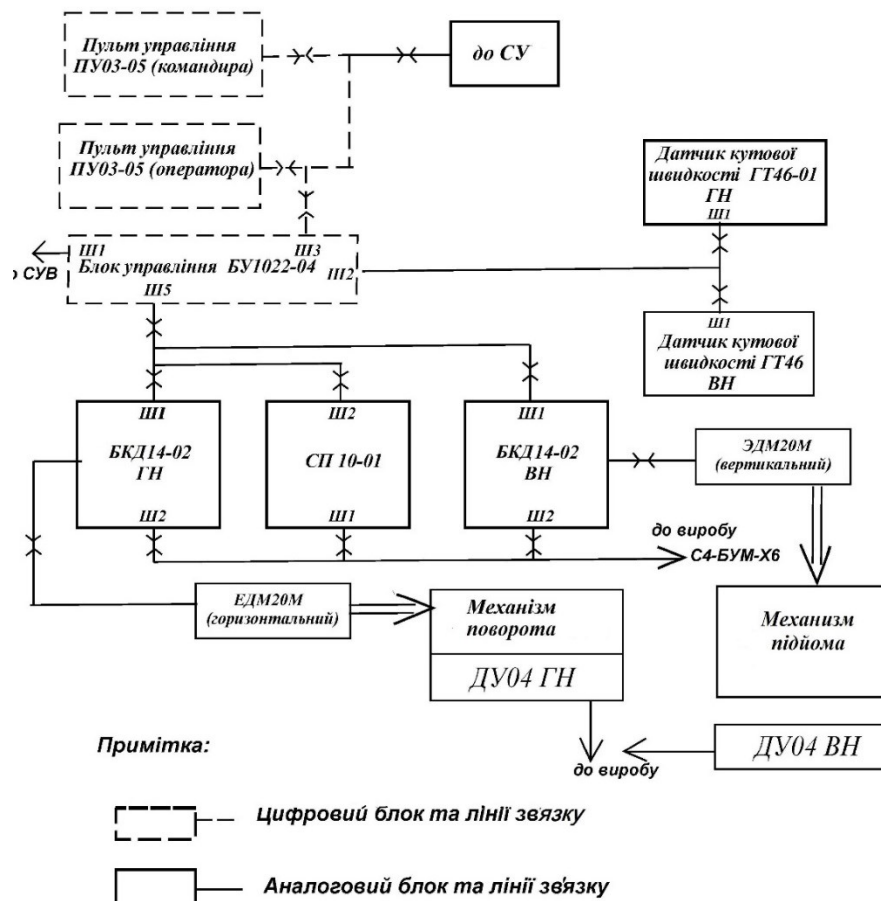 Пульт управління
ПУ03-05 (командира)
до СУ
Пульт управління
ПУ03-05 (оператора)
Датчик кутової
швидкості ГТ46-01
ГН
Ш1
Ш1
Ш3
о СУВ
Блок управління БУ1022-04
Ш2
Ш5
Ш1
Датчик кутової
швидкості ГТ46
ВН
Ш1
Ш2
Ш1
БКД14-02
ГН
СП 10-01
БКД14-02
ВН
ЭДМ20М
(вертикальний)
Ш2
Ш1
Ш2
до виробу
С4-БУМ-Х6
ЕДМ20М
(горизонтальний)
Механізм
поворота
Механизм
підйома
ДУ04 ГН
ДУ04 ВН
до виробу
Примітка:
Цифровий блок та лінії зв'язку
Аналоговий блок та лінії зв'язку